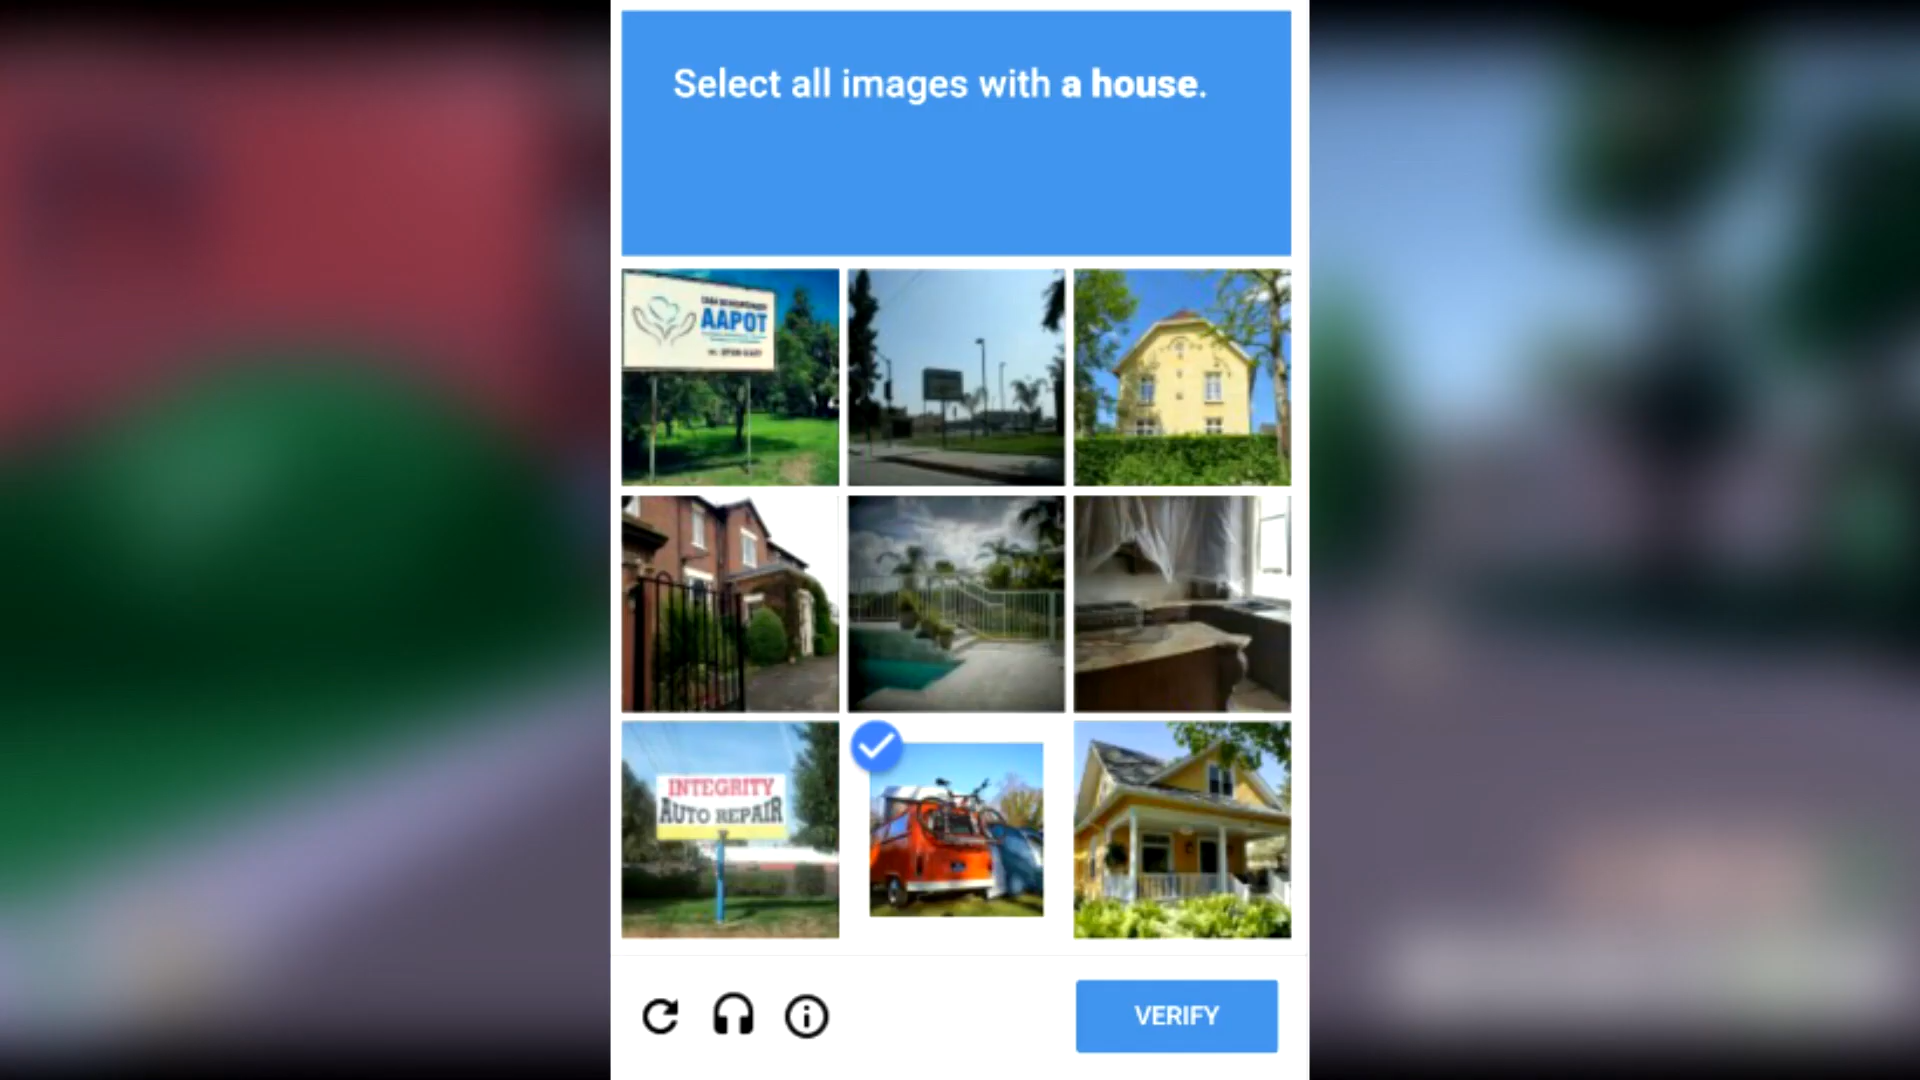 Select all images with a house.
AAPOT
INTEGRITY
AUTO REPAIR
VERIFY